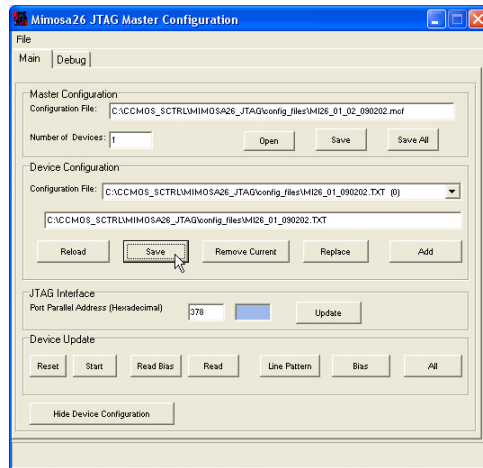 Mimosa26 JTAG Master Configuration
File
Main Debug
Master Configuration
Configuration File: C:\CCMOS_SCTRL\MIMOSA26_JTAG\config_files\MI26_01_02_090202.mcf
Number of Devices: 1 Open Save Save All
Device Configuration
Configuration File: C:\CCMOS_SCTRL\MIMOSA26_JTAG\config_files\MI26_01_090202.TXT (0)
C:\CCMOS_SCTRL\MIMOSA26_JTAG\config_files\MI26_01_090202.TXT
Reload Save Remove Current Replace Add
JTAG Interface
Port Parallel Address (Hexadecimal) 378 Update
Device Update
Reset Start Read Bias Read Line Pattern Bias All
Hide Device Configuration